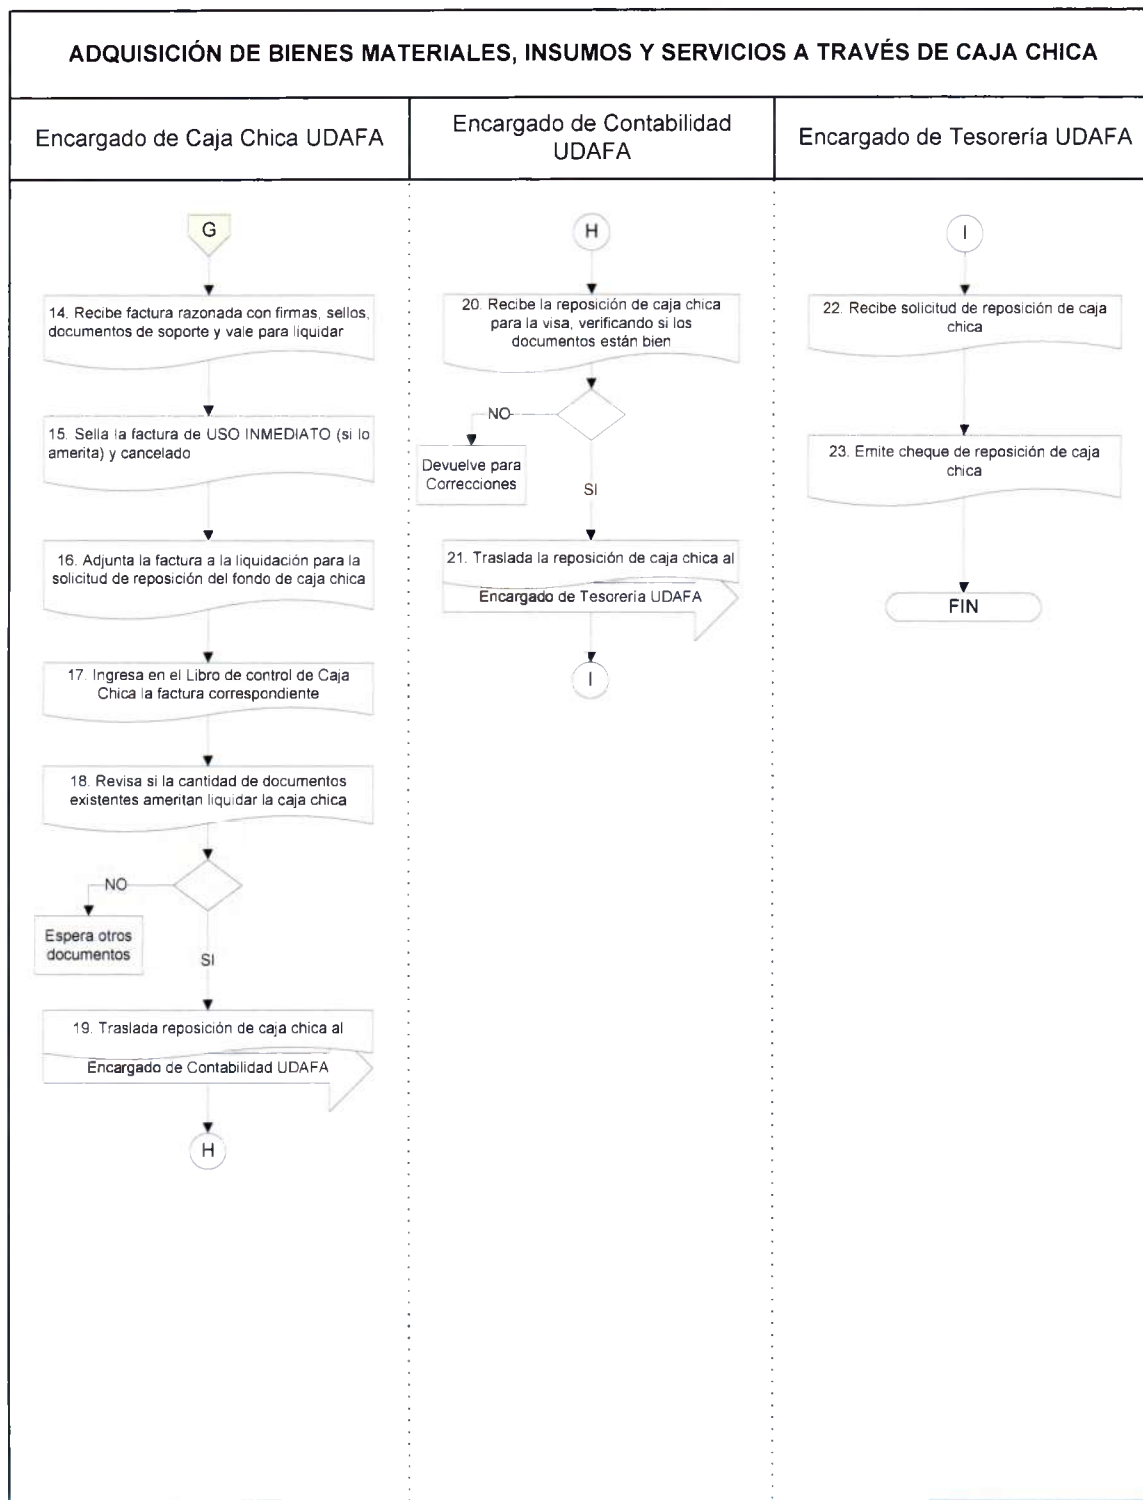 ADQUISICIÓN DE BIENES MATERIALES, INSUMOS Y SERVICIOS A TRAVÉS DE CAJA CHICA
Encargado de Caja Chica UDAFA
Encargado de Contabilidad
UDAFA
Encargado de Tesorería UDAFA
G
14. Recibe factura razonada con firmas, sellos,
documentos de soporte y vale para liquidar
15. Sella la factura de USO INMEDIATO (si lo
amerita) y cancelado
16. Adjunta la factura a la liquidación para la
solicitud de reposición del fondo de caja chica
17. Ingresa en el Libro de control de Caja
Chica la factura correspondiente
18. Revisa si la cantidad de documentos
existentes ameritan liquidar la caja chica
NO
Espera otros
documentos
SI
19. Traslada reposición de caja chica al
Encargado de Contabilidad UDAFA
H
H
20. Recibe la reposición de caja chica
para la visa, verificando si los
documentos están bien
NO
Devuelve para
Correcciones
SI
21. Traslada la reposición de caja chica al
Encargado de Tesorería UDAFA
I
I
22. Recibe solicitud de reposición de caja
chica
23. Emite cheque de reposición de caja
chica
FIN